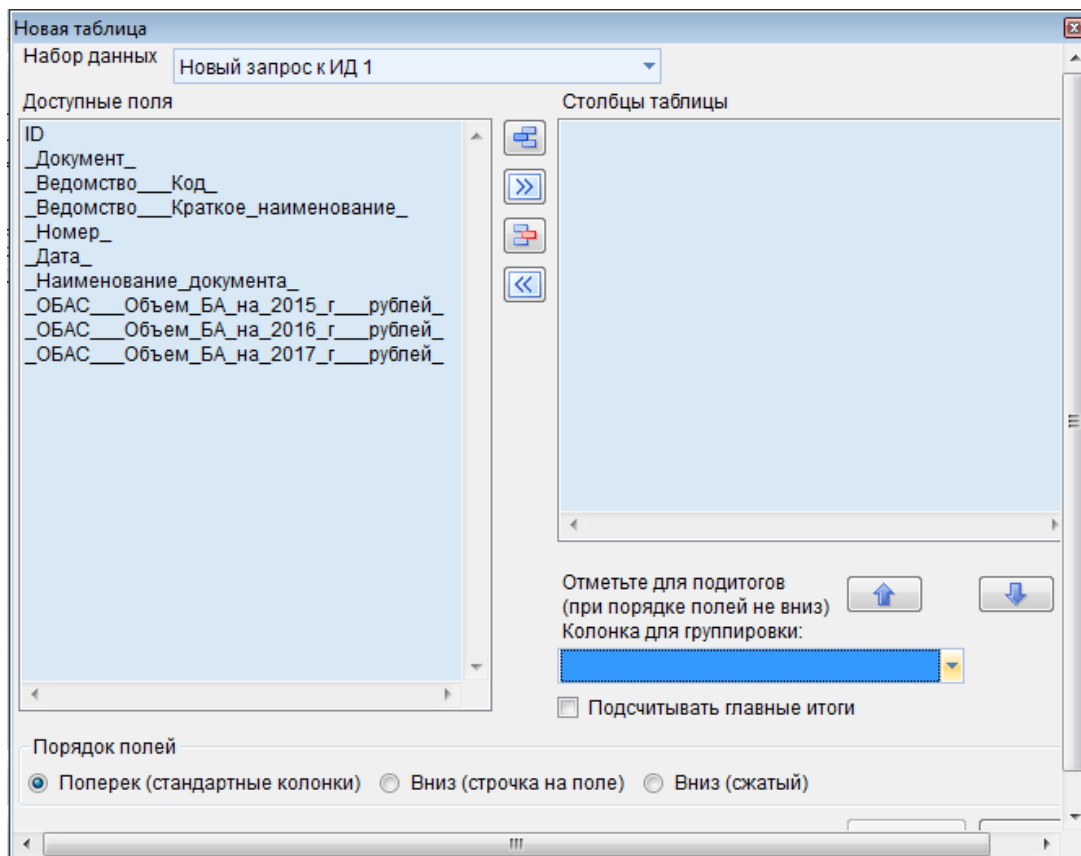 Новая таблица
Набор данных
Новый запрос к ИД 1
Доступные поля
Столбцы таблицы
ID
_Документ_
_Ведомство___Код_
_Ведомство___Краткое_наименование_
_Номер_
_Дата_
_Наименование_документа_
_ОБАС___Объем_БА_на_2015_г___рублей_
_ОБАС___Объем_БА_на_2016_г___рублей_
_ОБАС___Объем_БА_на_2017_г___рублей_
Отметьте для подитогов
(при порядке полей не вниз)
Колонка для группировки:
Подсчитывать главные итоги
Порядок полей
Поперек (стандартные колонки)
Вниз (строчка на поле)
Вниз (сжатый)